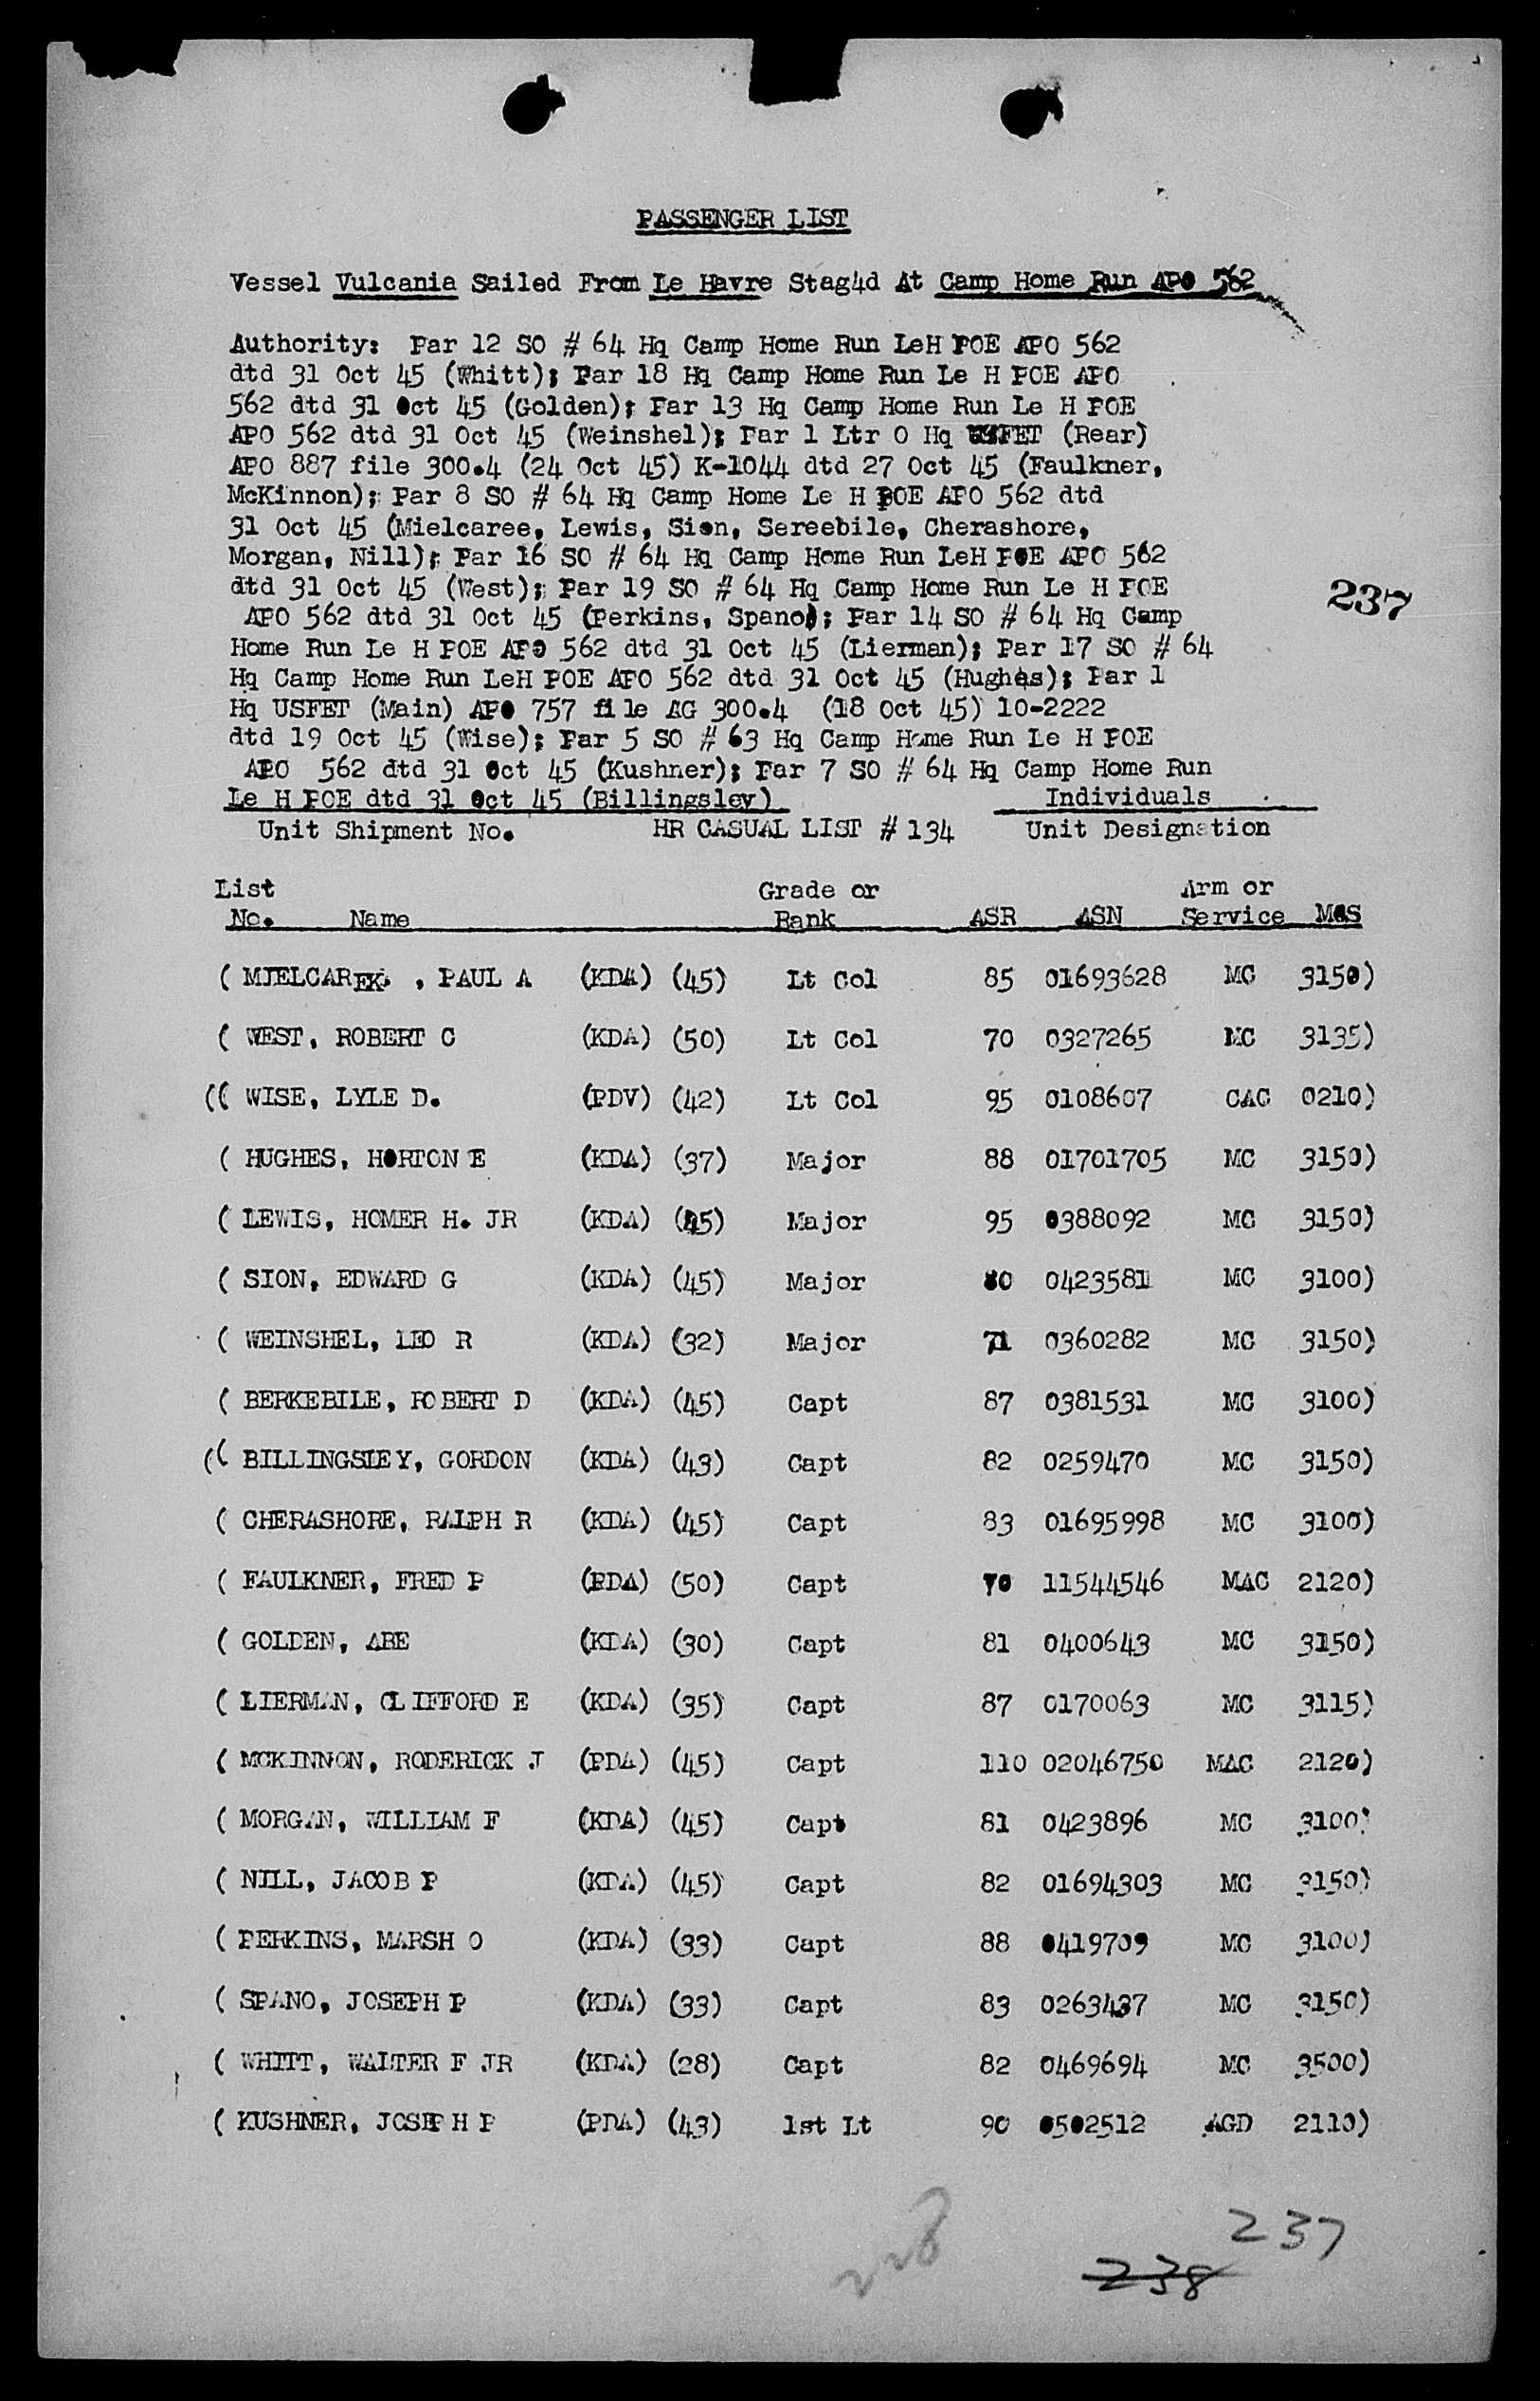 PASSENGER LIST
Vessel Vulcania Sailed From Le Havre Stag4d At Camp Home Run APO 562
Authority: Par 12 SO # 64 Hq Camp Home Run LeH POE APO 562
dtd 31 Oct 45 (Whitt); Par 18 Hq Camp Home Run Le H POE APO
562 dtd 31 Oct 45 (Golden); Par 13 Hq Camp Home Run Le H POE
APO 562 dtd 31 Oct 45 (Weinshel); Par 1 Ltr O Hq USFET (Rear)
APO 887 file 300.4 (24 Oct 45) K-1044 dtd 27 Oct 45 (Faulkner,
McKinnon); Par 8 SO # 64 Hq Camp Home Le H POE APO 562 dtd
31 Oct 45 (Mielcaree, Lewis, Sion, Sereebile, Cherashore,
Morgan, Nill); Par 16 SO # 64 Hq Camp Home Run LeH POE APO 562
dtd 31 Oct 45 (West); Par 19 SO # 64 Hq Camp Home Run Le H POE
237
APO 562 dtd 31 Oct 45 (Perkins, Spano); Par 14 SO # 64 Hq Camp
Home Run Le H POE APO 562 dtd 31 Oct 45 (Lierman); Par 17 SO # 64
Hq Camp Home Run LeH POE APO 562 dtd 31 Oct 45 (Hughes); Par 1
Hq USFET (Main) APO 757 file AG 300.4 (18 Oct 45) 10-2222
dtd 19 Oct 45 (Wise); Par 5 SO # 63 Hq Camp Home Run Le H POE
APO 562 dtd 31 Oct 45 (Kushner); Par 7 SO # 64 Hq Camp Home Run
Le H POE dtd 31 Oct 45 (Billingsley) Individuals
Unit Shipment No. HR CASUAL LIST # 134 Unit Designation
List Grade or Arm or
No. Name Rank ASR ASN Service MOS
( MIELCAREK , PAUL A (KDA) (45) Lt Col 85 01693628 MC 3150)
( WEST, ROBERT C (KDA) (50) Lt Col 70 0327265 MC 3135)
(( WISE, LYLE D. (PDV) (42) Lt Col 95 0108607 CAC 0210)
( HUGHES, HORTON E (KDA) (37) Major 88 01701705 MC 3150)
( LEWIS, HOMER H. JR (KDA) (45) Major 95 0388092 MC 3150)
( SION, EDWARD G (KDA) (45) Major 80 0423581 MC 3100)
( WEINSHEL, LEO R (KDA) (32) Major 71 0360282 MC 3150)
( BERKEBILE, ROBERT D (KDA) (45) Capt 87 0381531 MC 3100)
(( BILLINGSLEY, GORDON (KDA) (43) Capt 82 0259470 MC 3150)
( CHERASHORE, RALPH R (KDA) (45) Capt 83 01695998 MC 3100)
( FAULKNER, FRED P (PDA) (50) Capt 70 11544546 MAC 2120)
( GOLDEN, ABE (KDA) (30) Capt 81 0400643 MC 3150)
( LIERMAN, CLIFFORD E (KDA) (35) Capt 87 0170063 MC 3115)
( MCKINNON, RODERICK J (PDA) (45) Capt 110 02046750 MAC 2120)
( MORGAN, WILLIAM F (KDA) (45) Capt 81 0423896 MC 3100)
( NILL, JACOB P (KDA) (45) Capt 82 01694303 MC 3150)
( PERKINS, MARSH O (KDA) (33) Capt 88 0419709 MC 3100)
( SPANO, JOSEPH P (KDA) (33) Capt 83 0263437 MC 3150)
( WHITT, WALTER F JR (KDA) (28) Capt 82 0469694 MC 3500)
( KUSHNER, JOSEPH P (PDA) (43) 1st Lt 90 0502512 AGD 2110)
228
237
238